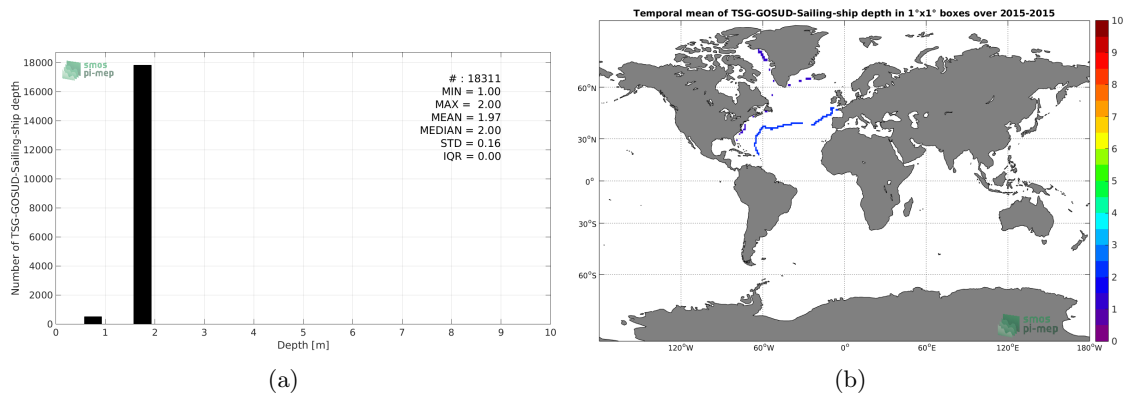 smos
pi-mep
# : 18311
MIN = 1.00
MAX = 2.00
MEAN = 1.97
MEDIAN = 2.00
STD = 0.16
IQR = 0.00
Number of TSG-GOSUD-Sailing-ship depth
18000
16000
14000
12000
10000
8000
6000
4000
2000
0
0 1 2 3 4 5 6 7 8 9 10
Depth [m]
(a)
Temporal mean of TSG-GOSUD-Sailing-ship depth in 1°x1° boxes over 2015-2015
60°N
30°N
0°
30°S
60°S
120°W 60°W 0° 60°E 120°E 180°W
smos
pi-mep
10
9
8
7
6
5
4
3
2
1
0
(b)